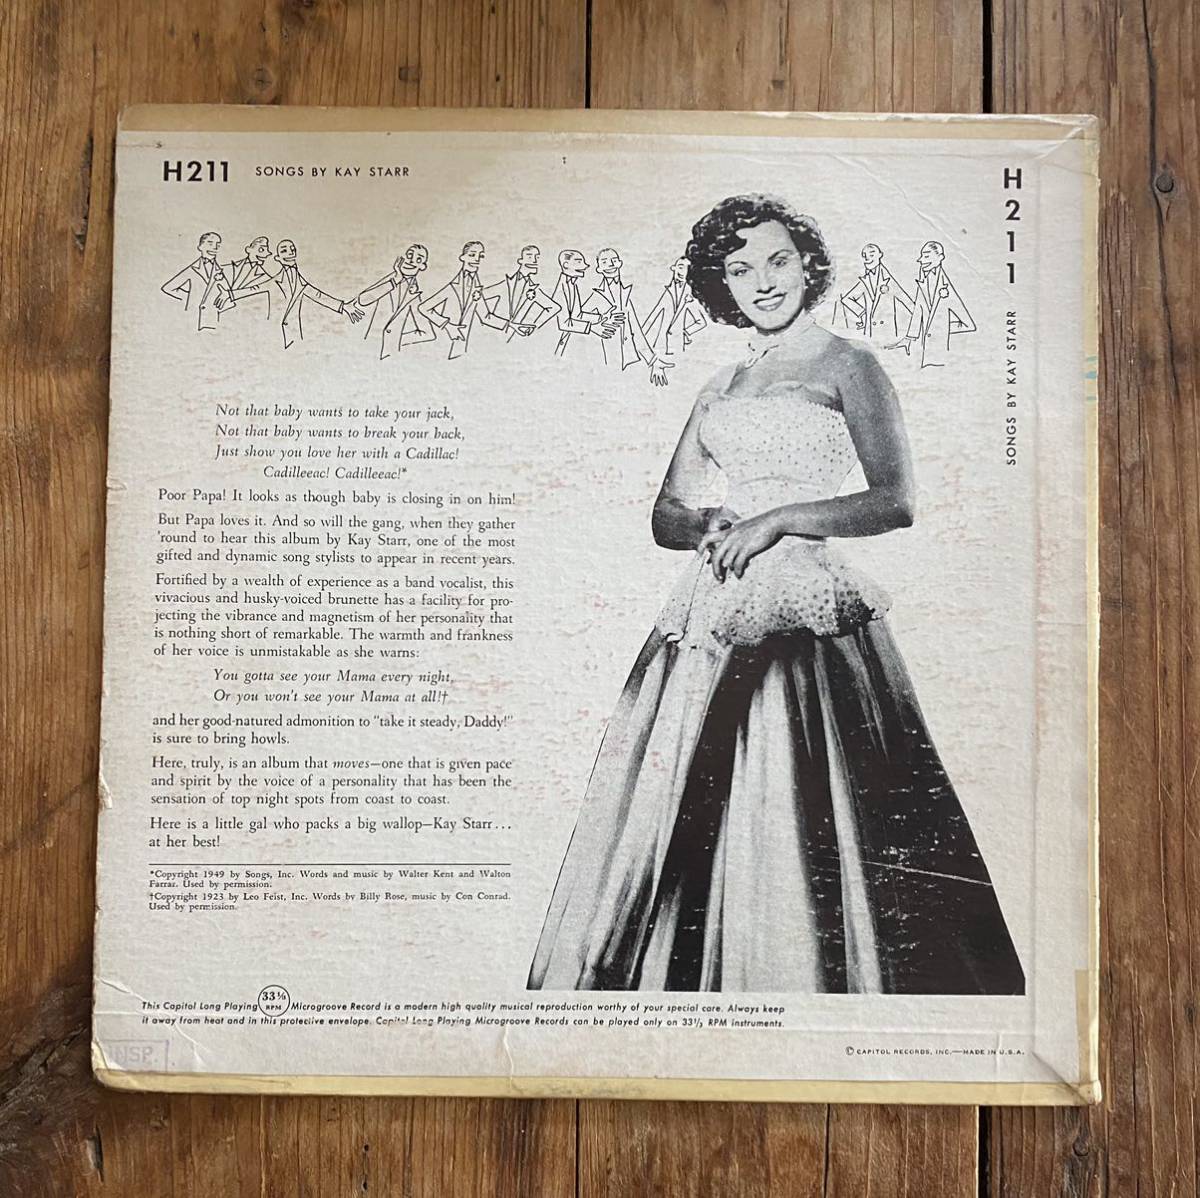 H211 SONGS BY KAY STARR
H
2
1
1
SONGS BY KAY STARR
Not that baby wants to take your jack,
Not that baby wants to break your back,
Just show you love her with a Cadillac!
Cadilleeac! Cadilleeac!*
Poor Papa! It looks as though baby is closing in on him!
But Papa loves it. And so will the gang, when they gather
'round to hear this album by Kay Starr, one of the most
gifted and dynamic song stylists to appear in recent years.
Fortified by a wealth of experience as a band vocalist, this
vivacious and husky-voiced brunette has a facility for pro-
jecting the vibrance and magnetism of her personality that
is nothing short of remarkable. The warmth and frankness
of her voice is unmistakable as she warns:
You gotta see your Mama every night,
Or you won't see your Mama at all!†
and her good-natured admonition to "take it steady, Daddy!"
is sure to bring howls.
Here, truly, is an album that moves—one that is given pace
and spirit by the voice of a personality that has been the
sensation of top night spots from coast to coast.
Here is a little gal who packs a big wallop—Kay Starr...
at her best!
*Copyright 1949 by Songs, Inc. Words and music by Walter Kent and Walton
Farrar. Used by permission.
†Copyright 1923 by Leo Feist, Inc. Words by Billy Rose, music by Con Conrad.
Used by permission.
This Capitol Long Playing 33⅓ RPM Microgroove Record is a modern high quality musical reproduction worthy of your special care. Always keep
it away from heat and in this protective envelope. Capitol Long Playing Microgroove Records can be played only on 33⅓ RPM instruments.
NSP.
© CAPITOL RECORDS, INC.—MADE IN U.S.A.